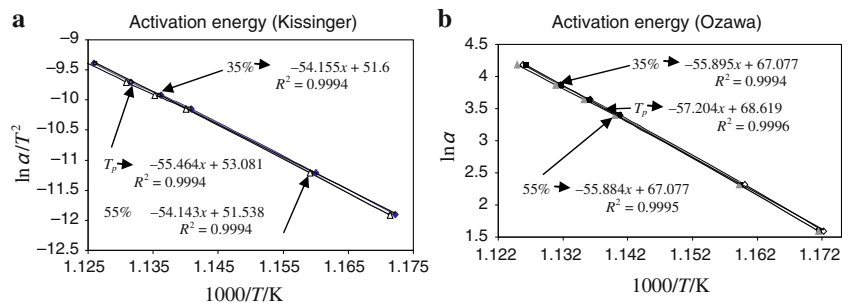 a
Activation energy (Kissinger)
ln a/T²
−9
−9.5
−10
−10.5
−11
−11.5
−12
−12.5
35% −54.155x + 51.6
R² = 0.9994
Tp −55.464x + 53.081
R² = 0.9994
55% −54.143x + 51.538
R² = 0.9994
1.125 1.135 1.145 1.155 1.165 1.175
1000/T/K
b
Activation energy (Ozawa)
ln a
4.5
4
3.5
3
2.5
2
1.5
35% −55.895x + 67.077
R² = 0.9994
Tp −57.204x + 68.619
R² = 0.9996
55% −55.884x + 67.077
R² = 0.9995
1.122 1.132 1.142 1.152 1.162 1.172
1000/T/K